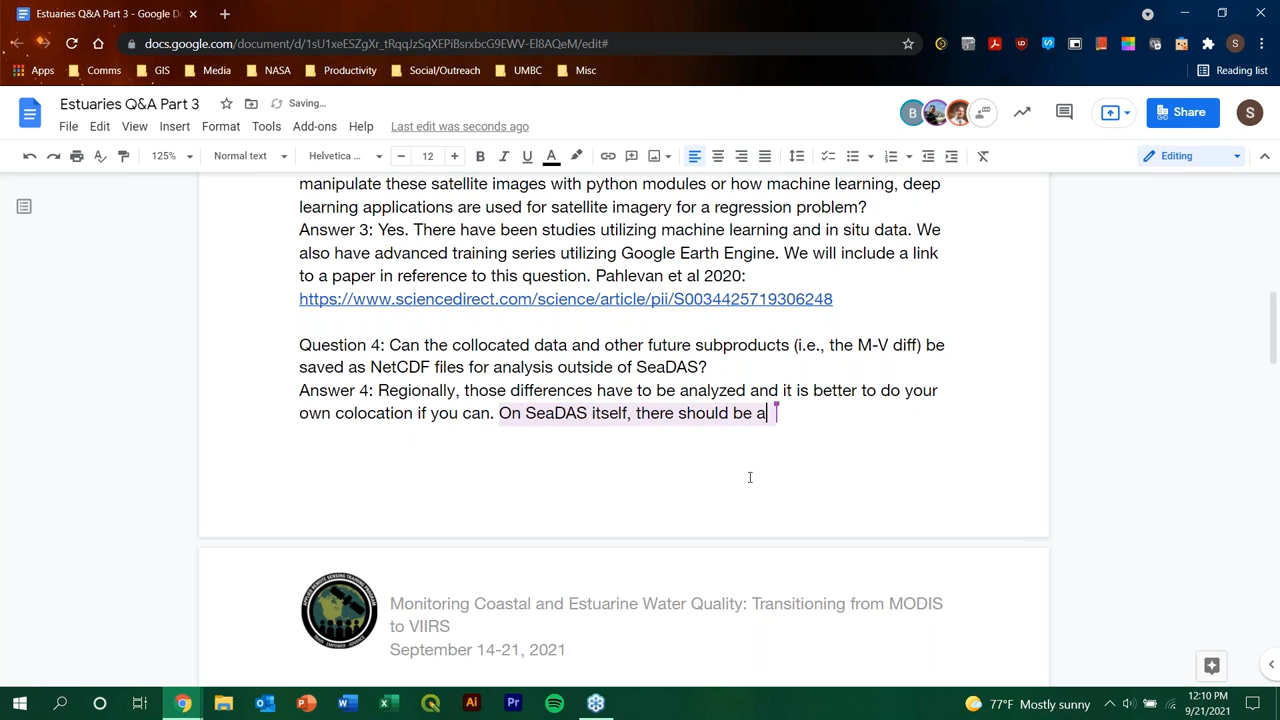 Estuaries Q&A Part 3 - Google D
docs.google.com/document/d/1sU1xeESZgXr_tRqqJzSqXEPiBsrxbcG9EWV-El8AQeM/edit#
S
Apps Comms GIS Media NASA Productivity Social/Outreach UMBC Misc Reading list
Estuaries Q&A Part 3 Saving…
B Share S
File Edit View Insert Format Tools Add-ons Help Last edit was seconds ago
125% Normal text Helvetica ... 12 B I U A Editing
manipulate these satellite images with python modules or how machine learning, deep
learning applications are used for satellite imagery for a regression problem?
Answer 3: Yes. There have been studies utilizing machine learning and in situ data. We
also have advanced training series utilizing Google Earth Engine. We will include a link
to a paper in reference to this question. Pahlevan et al 2020:
https://www.sciencedirect.com/science/article/pii/S0034425719306248
Question 4: Can the collocated data and other future subproducts (i.e., the M-V diff) be
saved as NetCDF files for analysis outside of SeaDAS?
Answer 4: Regionally, those differences have to be analyzed and it is better to do your
own colocation if you can. On SeaDAS itself, there should be a
Monitoring Coastal and Estuarine Water Quality: Transitioning from MODIS
to VIIRS
September 14-21, 2021
77°F Mostly sunny
12:10 PM
9/21/2021